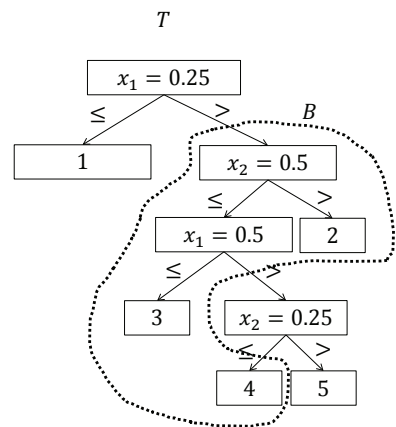 T
x₁ = 0.25
≤ >
B
1
x₂ = 0.5
≤ >
x₁ = 0.5
2
≤ >
3
x₂ = 0.25
≤ >
4
5